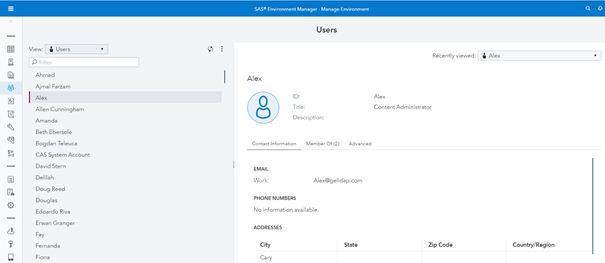 SAS® Environment Manager - Manage Environment
Users
View: Users
Filter
Ahmed
Ajmal Farzam
Alex
Allen Cunningham
Amanda
Beth Ebersole
Bogdan Teleuca
CAS System Account
David Stern
Delilah
Doug Reed
Douglas
Edoardo Riva
Erwan Granger
Fay
Fernanda
Fiona
Recently viewed: Alex
Alex
ID: Alex
Title: Content Administrator
Description:
Contact Information Member Of (2) Advanced
EMAIL
Work: Alex@gelldap.com
PHONE NUMBERS
No information available.
ADDRESSES
City State Zip Code Country/Region
Cary